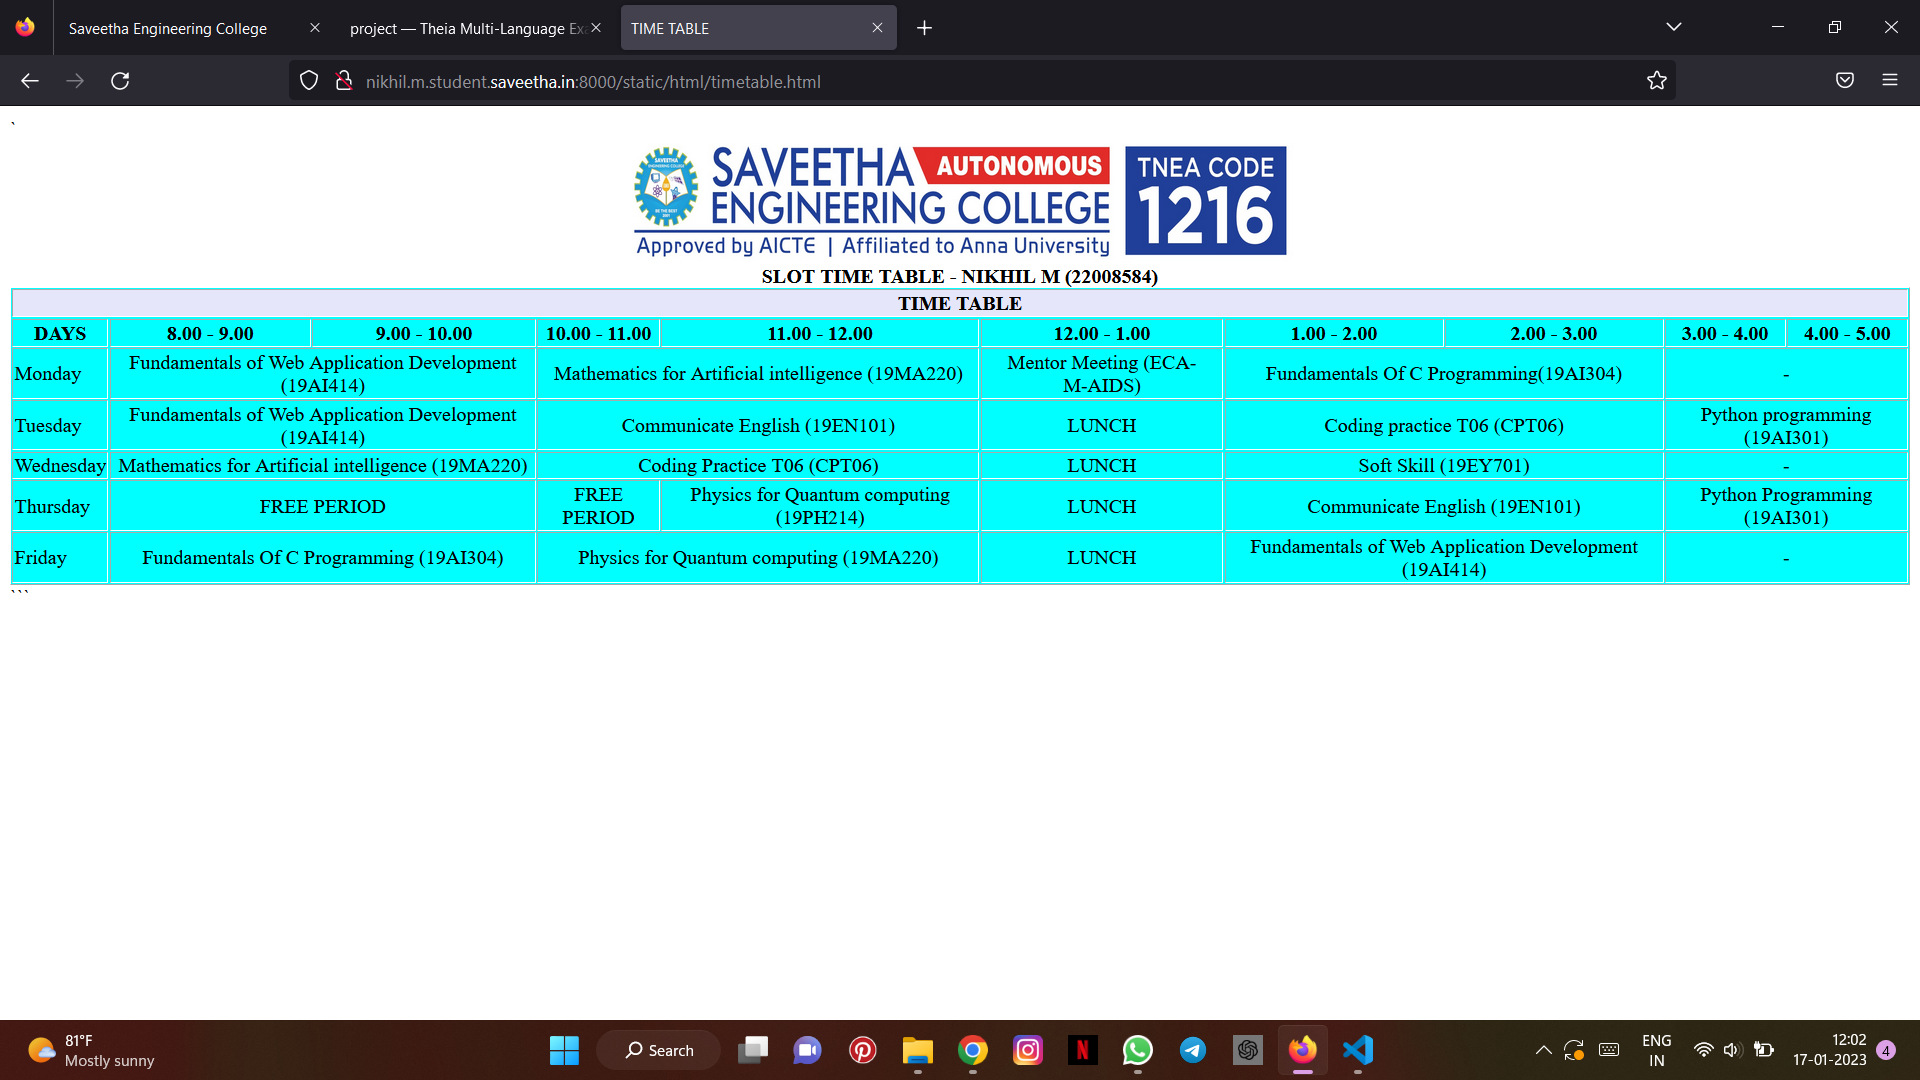 Saveetha Engineering College
project — Theia Multi-Language Ex
TIME TABLE
nikhil.m.student.saveetha.in:8000/static/html/timetable.html
`
SAVEETHA AUTONOMOUS
ENGINEERING COLLEGE
Approved by AICTE | Affiliated to Anna University
TNEA CODE
1216
SLOT TIME TABLE - NIKHIL M (22008584)
TIME TABLE
DAYS 8.00 - 9.00 9.00 - 10.00 10.00 - 11.00 11.00 - 12.00 12.00 - 1.00 1.00 - 2.00 2.00 - 3.00 3.00 - 4.00 4.00 - 5.00
Monday
Fundamentals of Web Application Development
(19AI414)
Mathematics for Artificial intelligence (19MA220)
Mentor Meeting (ECA-
M-AIDS)
Fundamentals Of C Programming(19AI304)
-
Tuesday
Fundamentals of Web Application Development
(19AI414)
Communicate English (19EN101)
LUNCH
Coding practice T06 (CPT06)
Python programming
(19AI301)
Wednesday
Mathematics for Artificial intelligence (19MA220)
Coding Practice T06 (CPT06)
LUNCH
Soft Skill (19EY701)
-
Thursday
FREE PERIOD
FREE
PERIOD
Physics for Quantum computing
(19PH214)
LUNCH
Communicate English (19EN101)
Python Programming
(19AI301)
Friday
Fundamentals Of C Programming (19AI304)
Physics for Quantum computing (19MA220)
LUNCH
Fundamentals of Web Application Development
(19AI414)
-
```
81°F
Mostly sunny
Search
ENG
IN
12:02
17-01-2023
4